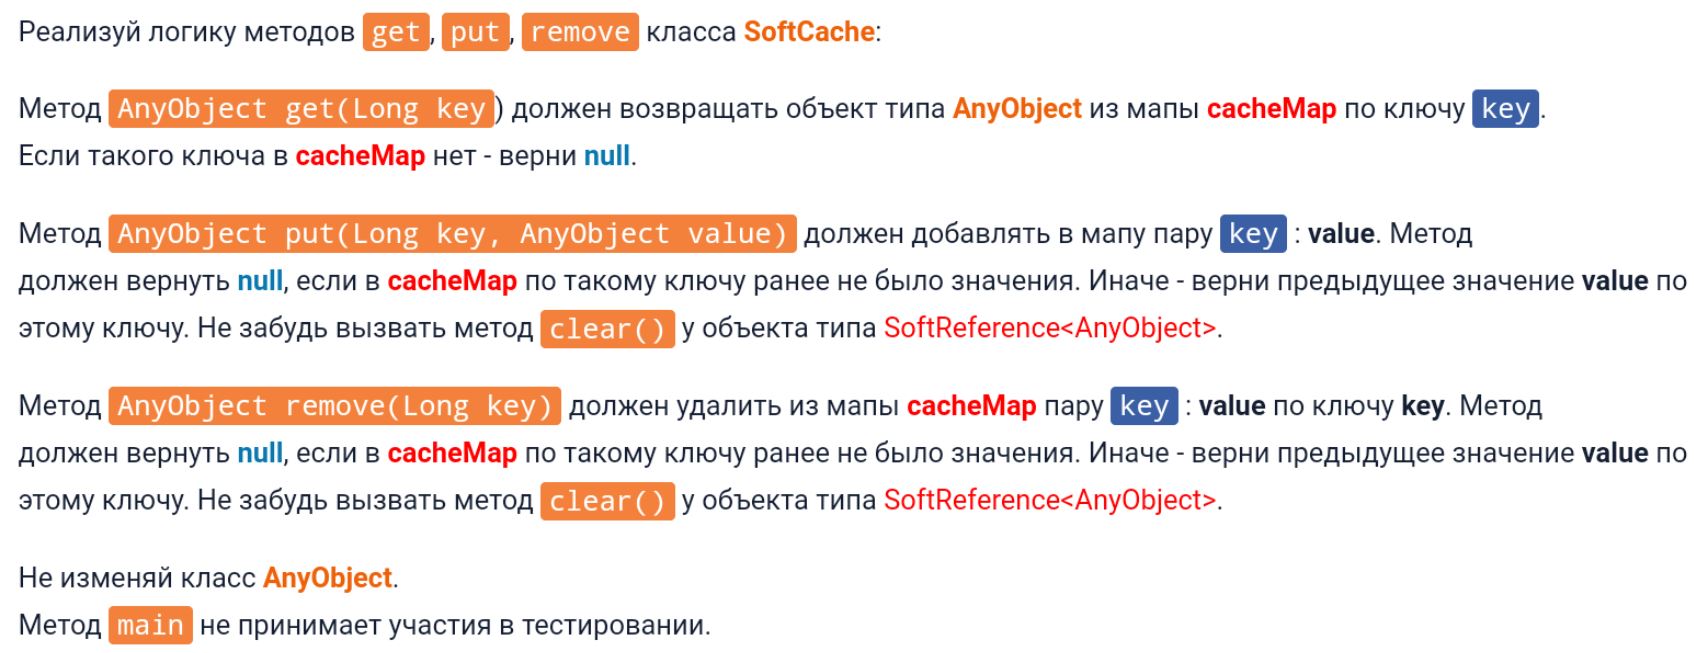 Реализуй логику методов get, put, remove класса SoftCache:
Метод AnyObject get(Long key) должен возвращать объект типа AnyObject из мапы cacheMap по ключу key.
Если такого ключа в cacheMap нет - верни null.
Метод AnyObject put(Long key, AnyObject value) должен добавлять в мапу пару key : value. Метод
должен вернуть null, если в cacheMap по такому ключу ранее не было значения. Иначе - верни предыдущее значение value по
этому ключу. Не забудь вызвать метод clear() у объекта типа SoftReference<AnyObject>.
Метод AnyObject remove(Long key) должен удалить из мапы cacheMap пару key : value по ключу key. Метод
должен вернуть null, если в cacheMap по такому ключу ранее не было значения. Иначе - верни предыдущее значение value по
этому ключу. Не забудь вызвать метод clear() у объекта типа SoftReference<AnyObject>.
Не изменяй класс AnyObject.
Метод main не принимает участия в тестировании.